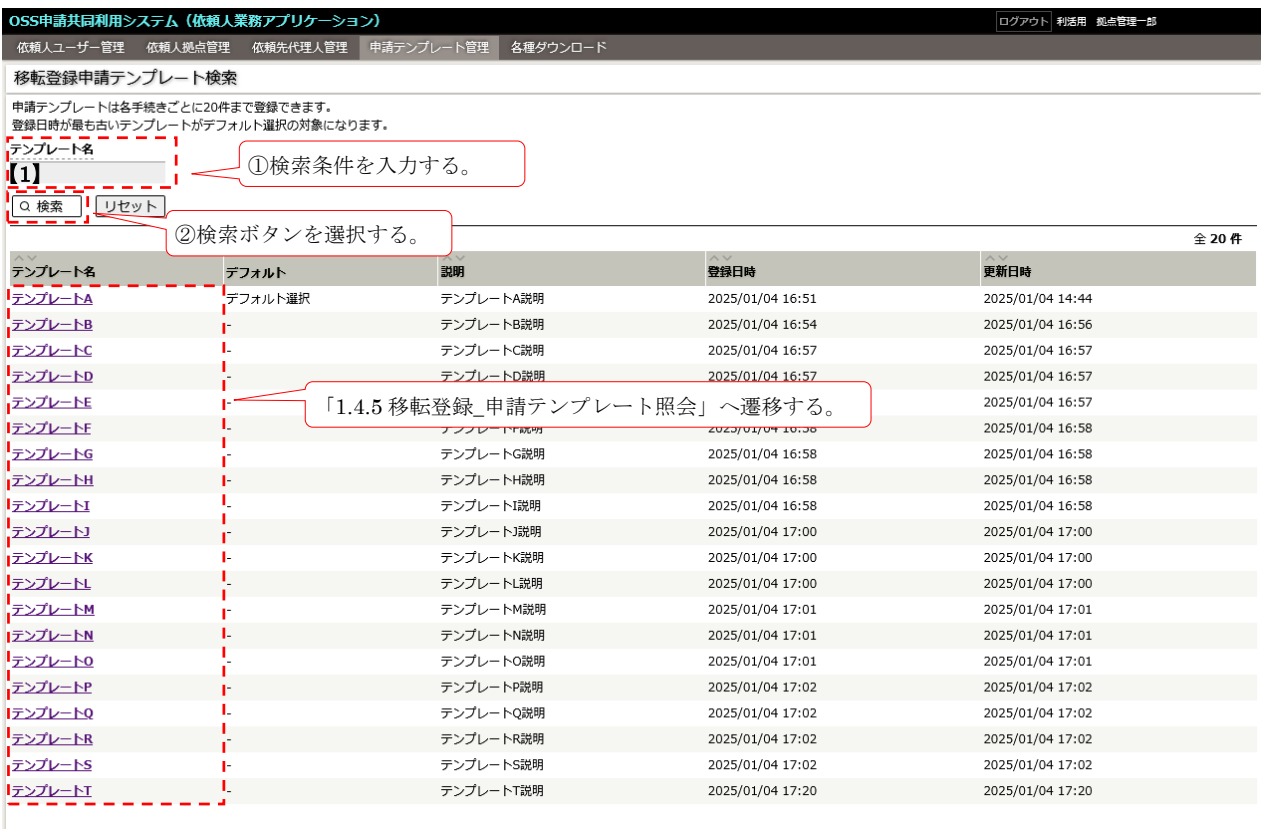 OSS申請共同利用システム（依頼人業務アプリケーション） ログアウト 利活用 拠点管理一郎
依頼人ユーザー管理 依頼人拠点管理 依頼先代理人管理 申請テンプレート管理 各種ダウンロード
移転登録申請テンプレート検索
申請テンプレートは各手続きごとに20件まで登録できます。
登録日時が最も古いテンプレートがデフォルト選択の対象になります。
テンプレート名
【1】
①検索条件を入力する。
検索 リセット
②検索ボタンを選択する。
全 20 件
テンプレート名 デフォルト 説明 登録日時 更新日時
テンプレートA デフォルト選択 テンプレートA説明 2025/01/04 16:51 2025/01/04 14:44
テンプレートB - テンプレートB説明 2025/01/04 16:54 2025/01/04 16:56
テンプレートC - テンプレートC説明 2025/01/04 16:57 2025/01/04 16:57
テンプレートD - テンプレートD説明 2025/01/04 16:57 2025/01/04 16:57
テンプレートE - 2025/01/04 16:57
「1.4.5 移転登録_申請テンプレート照会」へ遷移する。
テンプレートF - テンプレートF説明 2025/01/04 16:58 2025/01/04 16:58
テンプレートG - テンプレートG説明 2025/01/04 16:58 2025/01/04 16:58
テンプレートH - テンプレートH説明 2025/01/04 16:58 2025/01/04 16:58
テンプレートI - テンプレートI説明 2025/01/04 16:58 2025/01/04 16:58
テンプレートJ - テンプレートJ説明 2025/01/04 17:00 2025/01/04 17:00
テンプレートK - テンプレートK説明 2025/01/04 17:00 2025/01/04 17:00
テンプレートL - テンプレートL説明 2025/01/04 17:00 2025/01/04 17:00
テンプレートM - テンプレートM説明 2025/01/04 17:01 2025/01/04 17:01
テンプレートN - テンプレートN説明 2025/01/04 17:01 2025/01/04 17:01
テンプレートO - テンプレートO説明 2025/01/04 17:01 2025/01/04 17:01
テンプレートP - テンプレートP説明 2025/01/04 17:02 2025/01/04 17:02
テンプレートQ - テンプレートQ説明 2025/01/04 17:02 2025/01/04 17:02
テンプレートR - テンプレートR説明 2025/01/04 17:02 2025/01/04 17:02
テンプレートS - テンプレートS説明 2025/01/04 17:02 2025/01/04 17:02
テンプレートT - テンプレートT説明 2025/01/04 17:20 2025/01/04 17:20